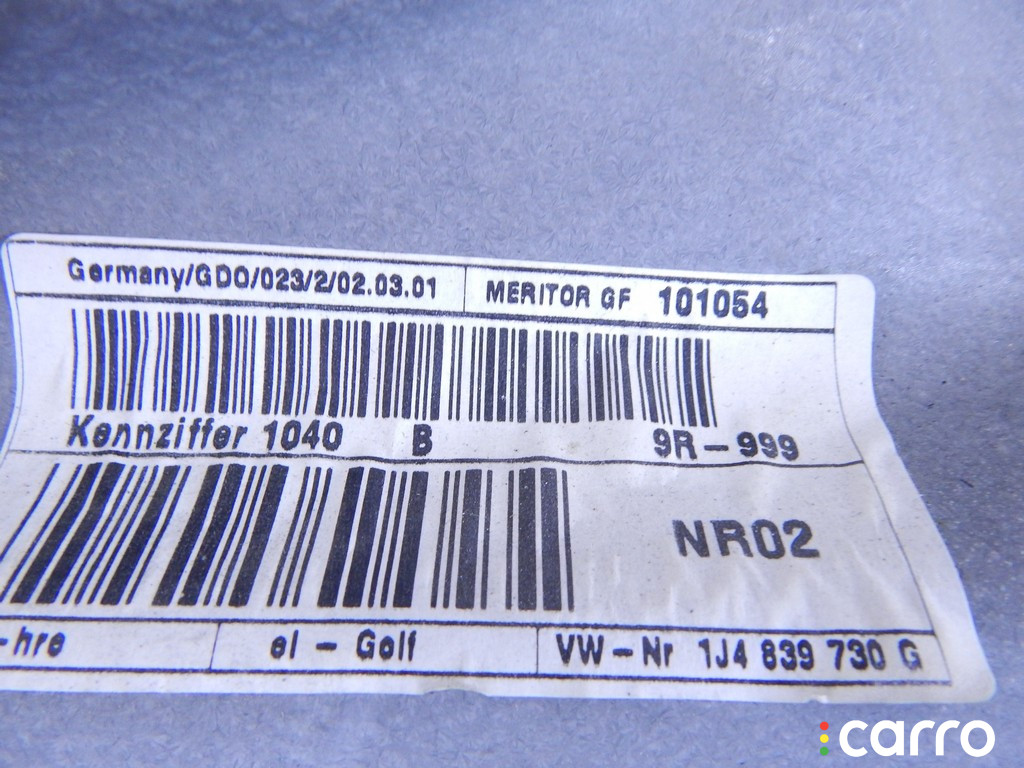 Germany/GDO/023/2/02.03.01 MERITOR GF 101054
Kennziffer 1040 B 9R-999
NR02
-hre el - Golf VW-Nr 1J4 839 730 G
carro